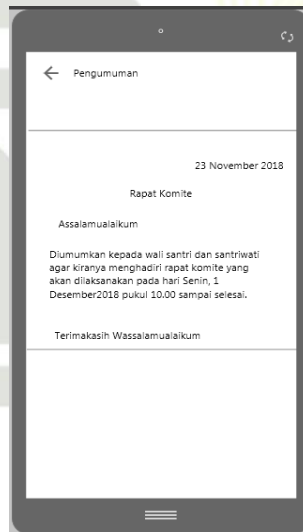 Pengumuman
23 November 2018
Rapat Komite
Assalamualaikum
Diumumkan kepada wali santri dan santriwati
agar kiranya menghadiri rapat komite yang
akan dilaksanakan pada hari Senin, 1
Desember2018 pukul 10.00 sampai selesai.
Terimakasih Wassalamualaikum